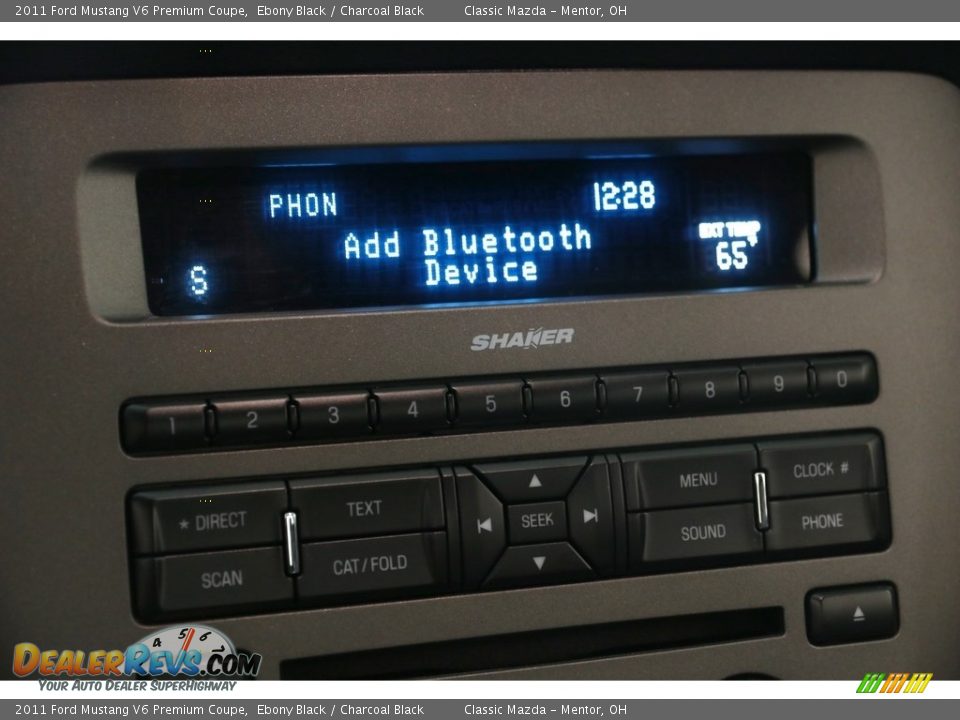 2011 Ford Mustang V6 Premium Coupe, Ebony Black / Charcoal Black Classic Mazda - Mentor, OH
PHON 12:28
Add Bluetooth EXT TEMP
Device 65°
S
SHAKER
1 2 3 4 5 6 7 8 9 0
* DIRECT TEXT MENU CLOCK #
SEEK
SCAN CAT/FOLD SOUND PHONE
4 5 6
DealerRevs.com
Your Auto Dealer SuperHighway
2011 Ford Mustang V6 Premium Coupe, Ebony Black / Charcoal Black Classic Mazda - Mentor, OH